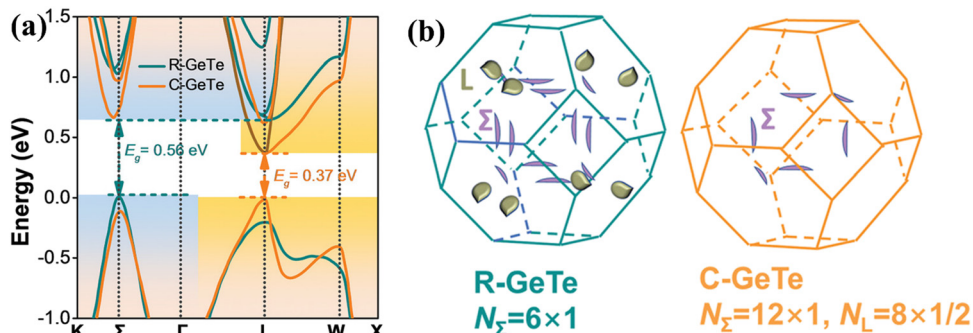 (a)
Energy (eV)
1.5
1.0
0.5
0.0
-0.5
-1.0
R-GeTe
C-GeTe
E_g = 0.56 eV
E_g = 0.37 eV
K Σ Γ L W X
(b)
L
Σ
R-GeTe
N_Σ=6×1
Σ
C-GeTe
N_Σ=12×1, N_L=8×1/2